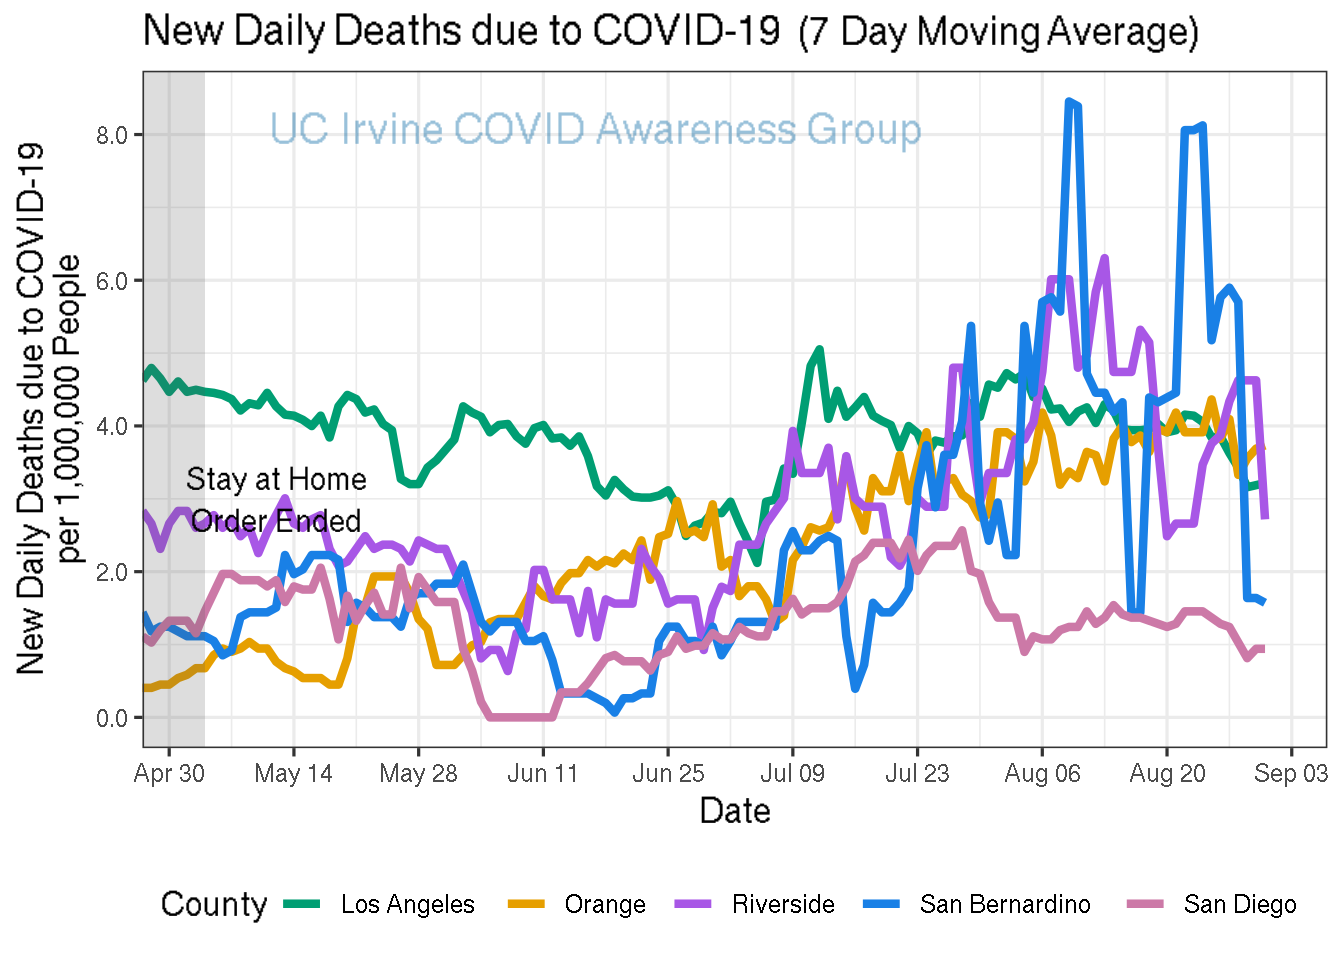 New Daily Deaths due to COVID-19 (7 Day Moving Average)
UC Irvine COVID Awareness Group
New Daily Deaths due to COVID-19
per 1,000,000 People
8.0
6.0
4.0
2.0
0.0
Stay at Home
Order Ended
Apr 30 May 14 May 28 Jun 11 Jun 25 Jul 09 Jul 23 Aug 06 Aug 20 Sep 03
Date
County Los Angeles Orange Riverside San Bernardino San Diego